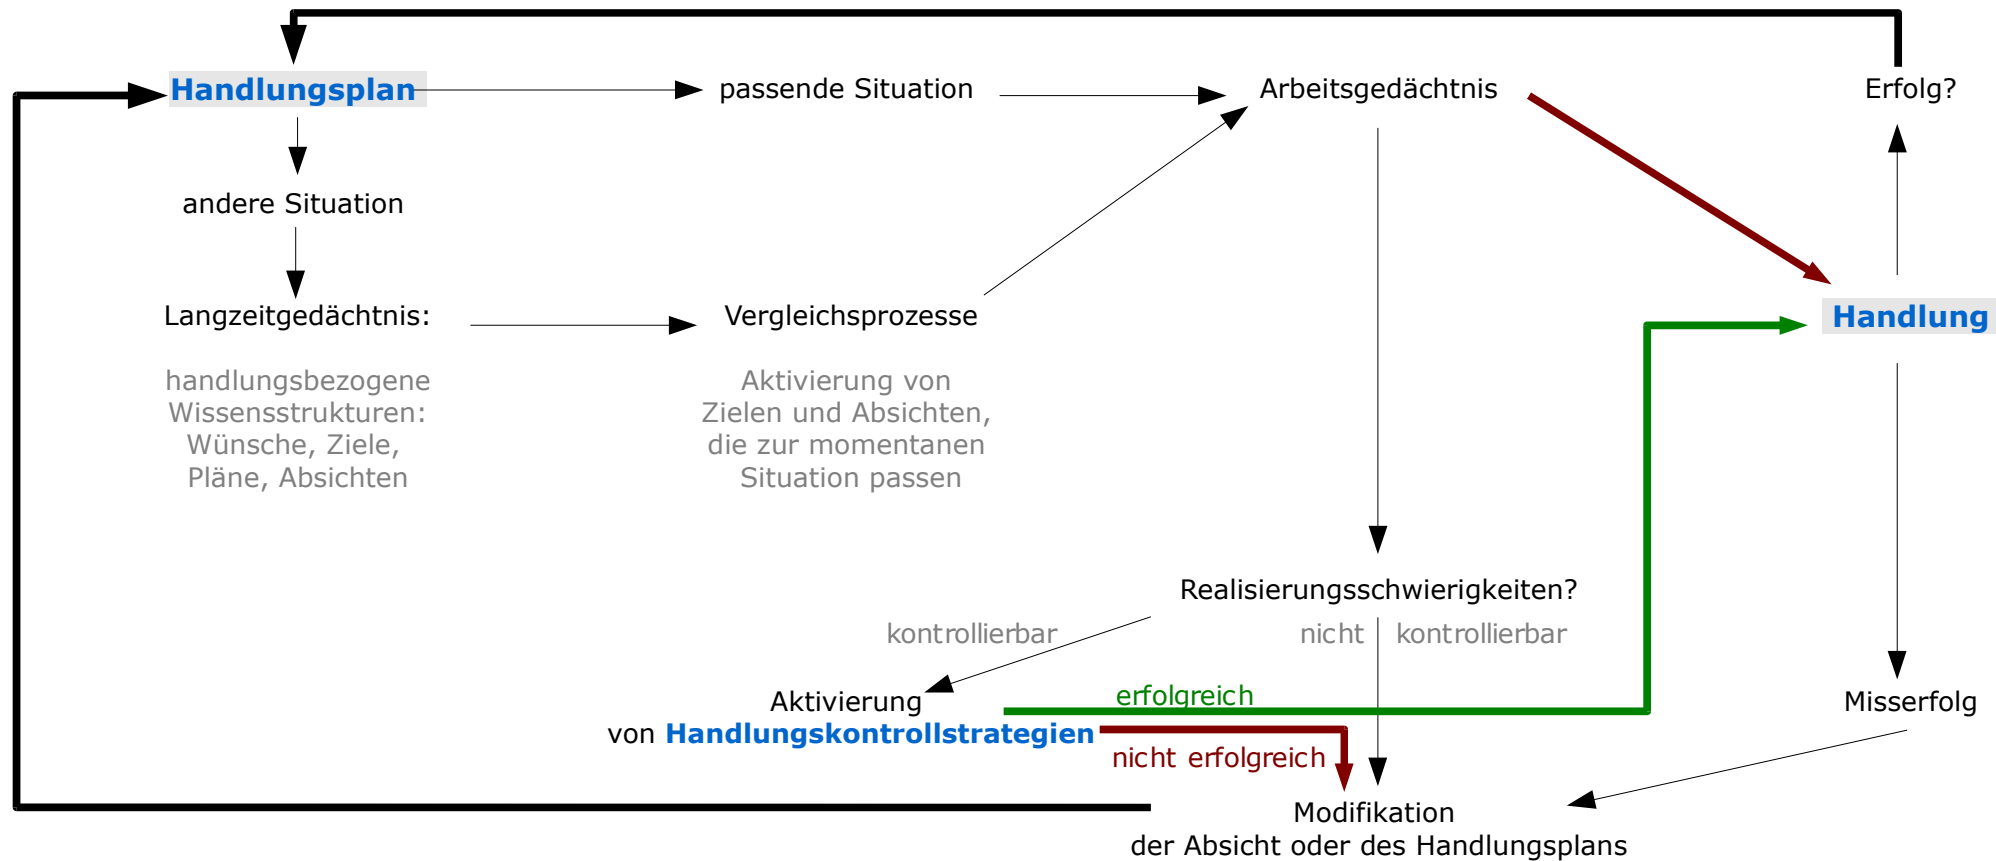 Handlungsplan
passende Situation
Arbeitsgedächtnis
Erfolg?
andere Situation
Langzeitgedächtnis:
Vergleichsprozesse
Handlung
handlungsbezogene
Wissensstrukturen:
Wünsche, Ziele,
Pläne, Absichten
Aktivierung von
Zielen und Absichten,
die zur momentanen
Situation passen
Realisierungsschwierigkeiten?
kontrollierbar
nicht kontrollierbar
Aktivierung
von Handlungskontrollstrategien
erfolgreich
nicht erfolgreich
Misserfolg
Modifikation
der Absicht oder des Handlungsplans